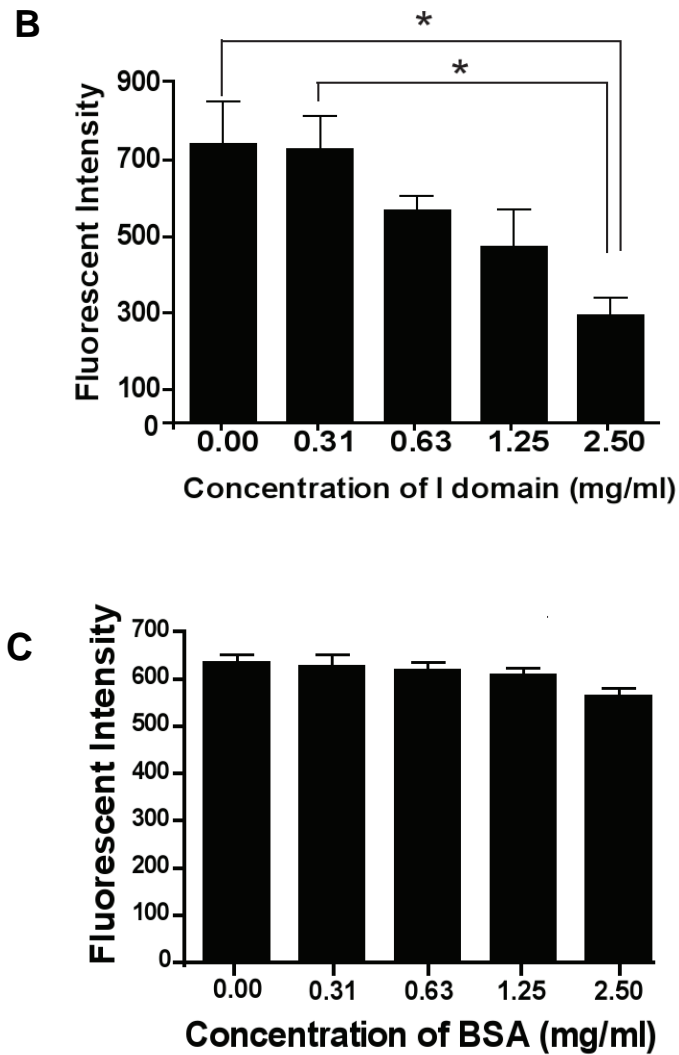 B
*
*
Fluorescent Intensity
900
700
500
300
100
0
0.00 0.31 0.63 1.25 2.50
Concentration of I domain (mg/ml)
C
Fluorescent Intensity
700
600
500
400
300
200
100
0
0.00 0.31 0.63 1.25 2.50
Concentration of BSA (mg/ml)